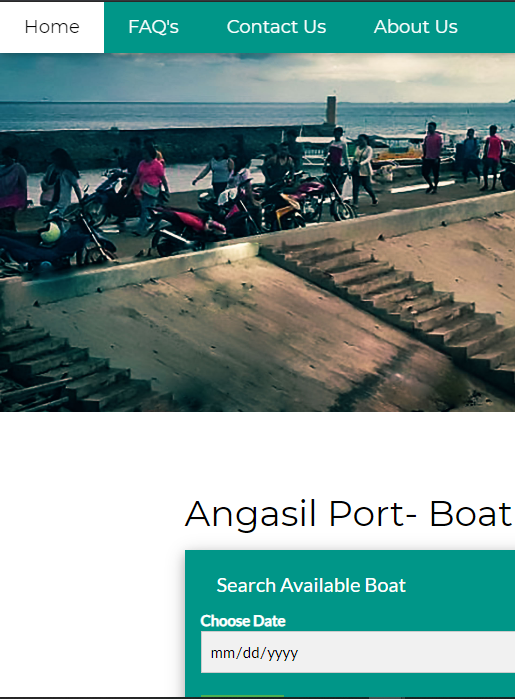 Home FAQ's Contact Us About Us
Angasil Port- Boat
Search Available Boat
Choose Date
mm/dd/yyyy